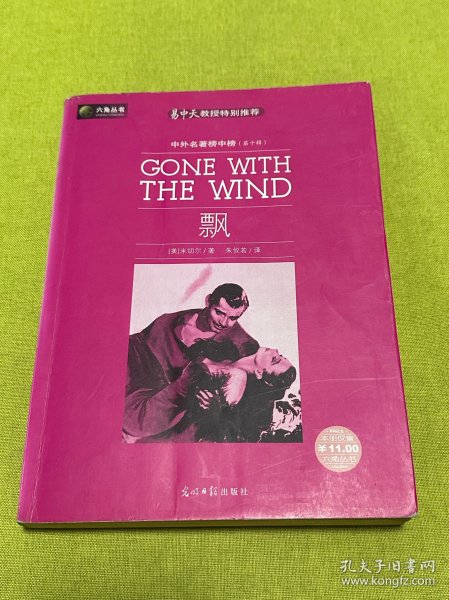 六角丛书
易中天教授特别推荐
中外名著榜中榜（第十辑）
GONE WITH
THE WIND
飘
[美]米切尔／著 朱攸若／译
PRICE
本册仅售
¥11.00
六角丛书
光明日报出版社
孔夫子旧书网
www.kongfz.com